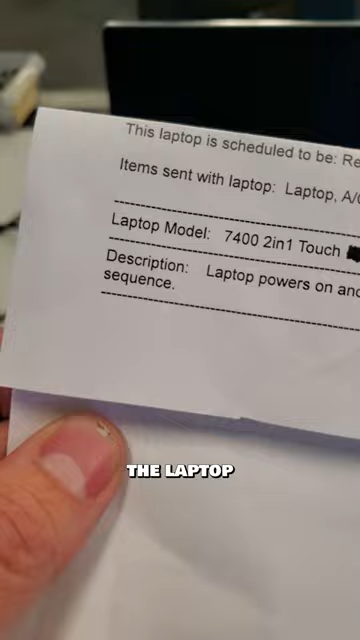 This laptop is scheduled to be: Re
Items sent with laptop: Laptop, A/C
Laptop Model: 7400 2in1 Touch
Description: Laptop powers on and
sequence.
THE LAPTOP